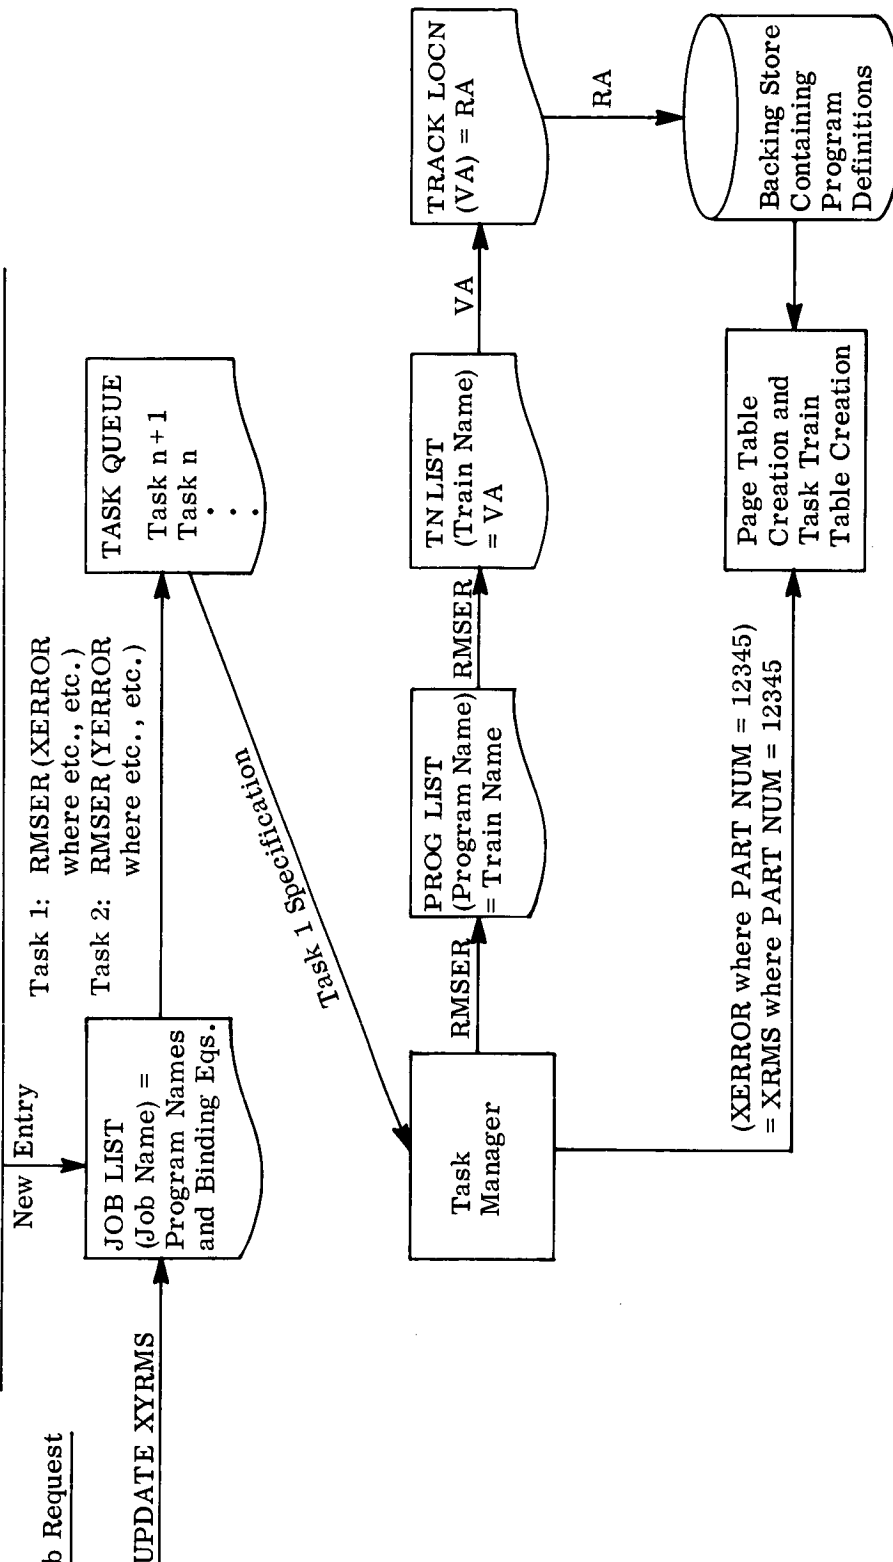 b Request
UPDATE XYRMS
New Entry
JOB LIST
(Job Name) =
Program Names
and Binding Eqs.
Task 1: RMSER (XERROR
where etc., etc.)
Task 2: RMSER (YERROR
where etc., etc.)
TASK QUEUE
Task n + 1
Task n
Task 1 Specification
Task
Manager
RMSER
PROG LIST
(Program Name)
= Train Name
RMSER
TN LIST
(Train Name)
= VA
VA
TRACK LOCN
(VA) = RA
RA
(XERROR where PART NUM = 12345)
= XRMS where PART NUM = 12345
Page Table
Creation and
Task Train
Table Creation
Backing Store
Containing
Program
Definitions